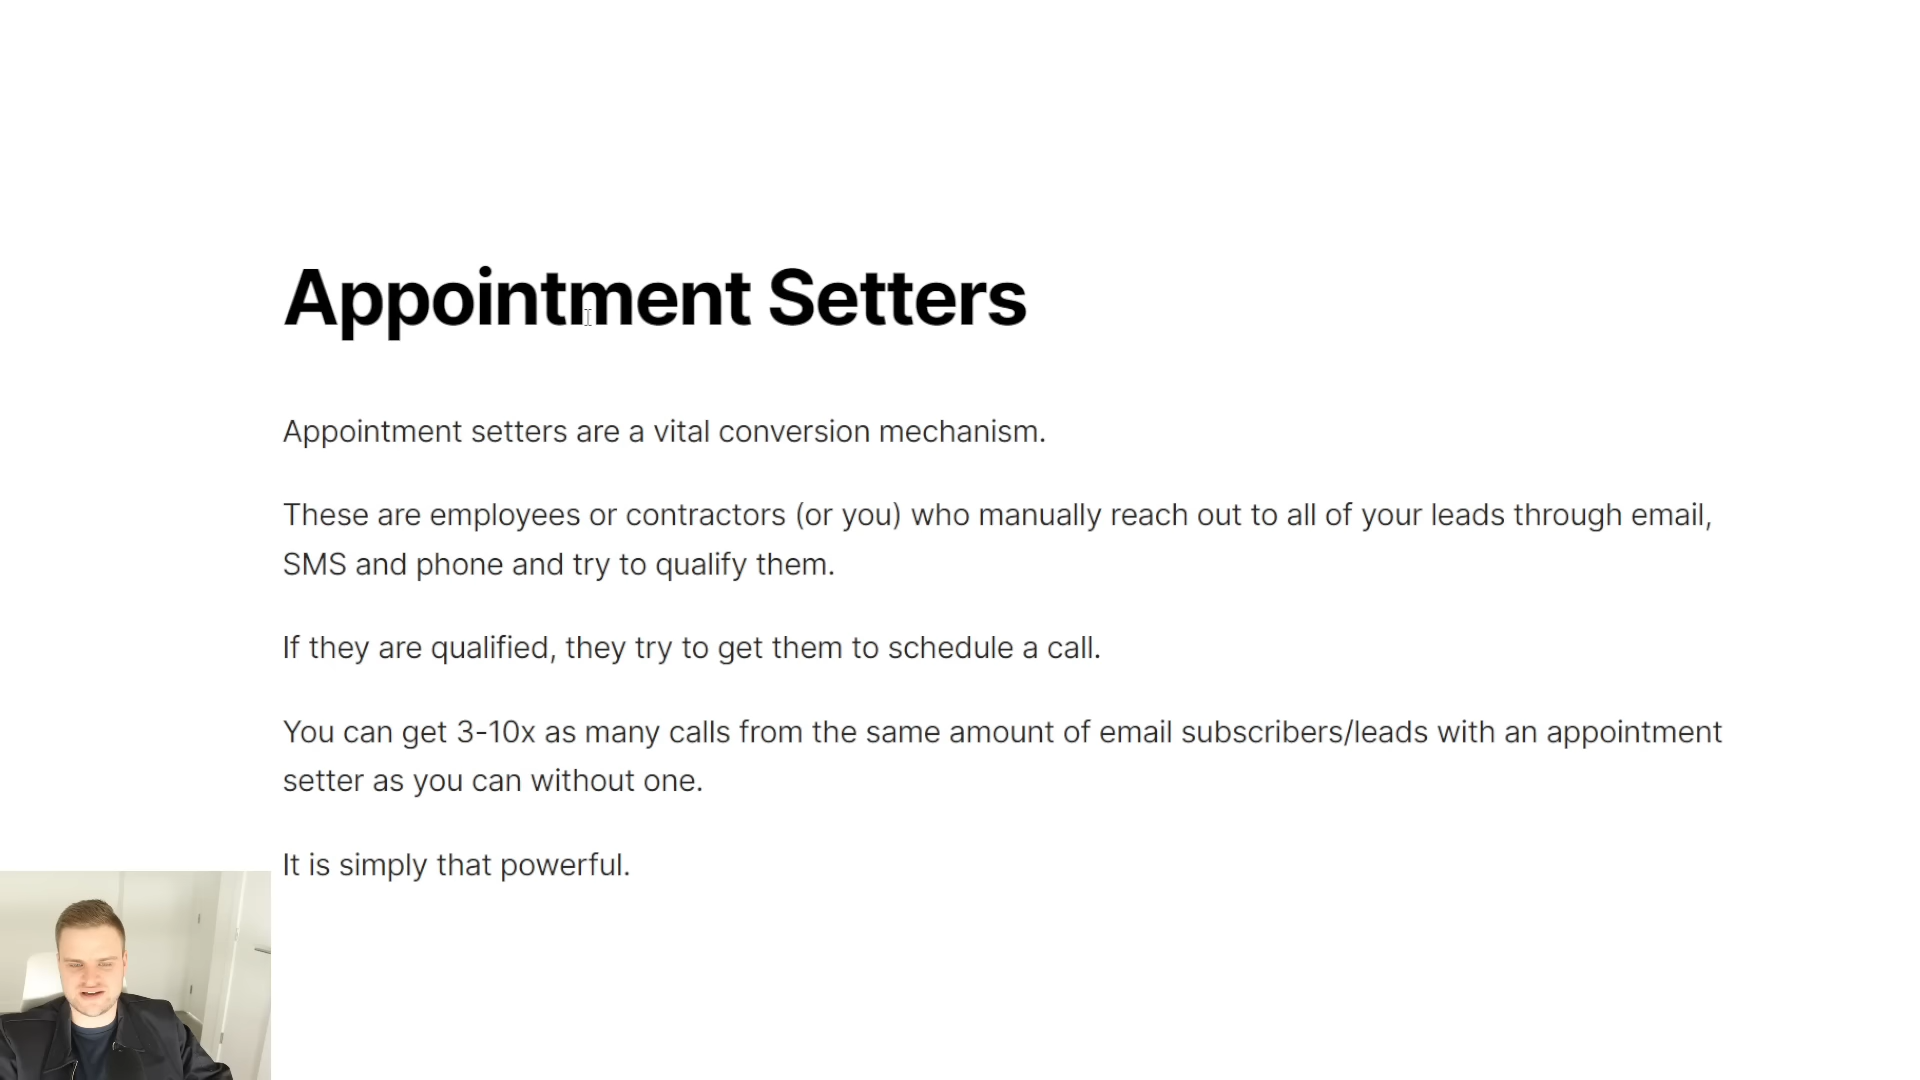 Appointment Setters
Appointment setters are a vital conversion mechanism.
These are employees or contractors (or you) who manually reach out to all of your leads through email,
SMS and phone and try to qualify them.
If they are qualified, they try to get them to schedule a call.
You can get 3-10x as many calls from the same amount of email subscribers/leads with an appointment
setter as you can without one.
It is simply that powerful.